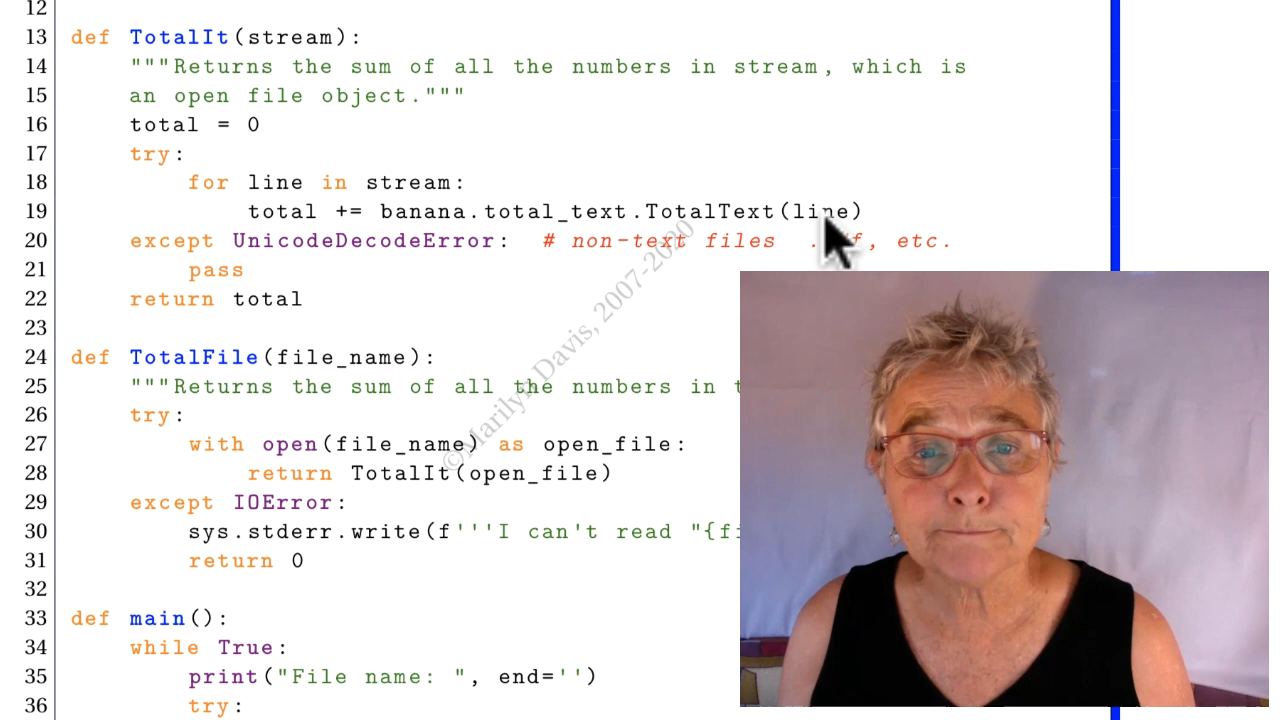 12
13 def TotalIt(stream):
14 """Returns the sum of all the numbers in stream, which is
15 an open file object."""
16 total = 0
17 try:
18 for line in stream:
19 total += banana.total_text.TotalText(line)
20 except UnicodeDecodeError: # non-text files , etc.
21 pass
22 return total
23
24 def TotalFile(file_name):
25 """Returns the sum of all the numbers in
26 try:
27 with open(file_name) as open_file:
28 return TotalIt(open_file)
29 except IOError:
30 sys.stderr.write(f'''I can't read "{f
31 return 0
32
33 def main():
34 while True:
35 print("File name: ", end='')
36 try:
©Marilyn Davis, 2007-2020